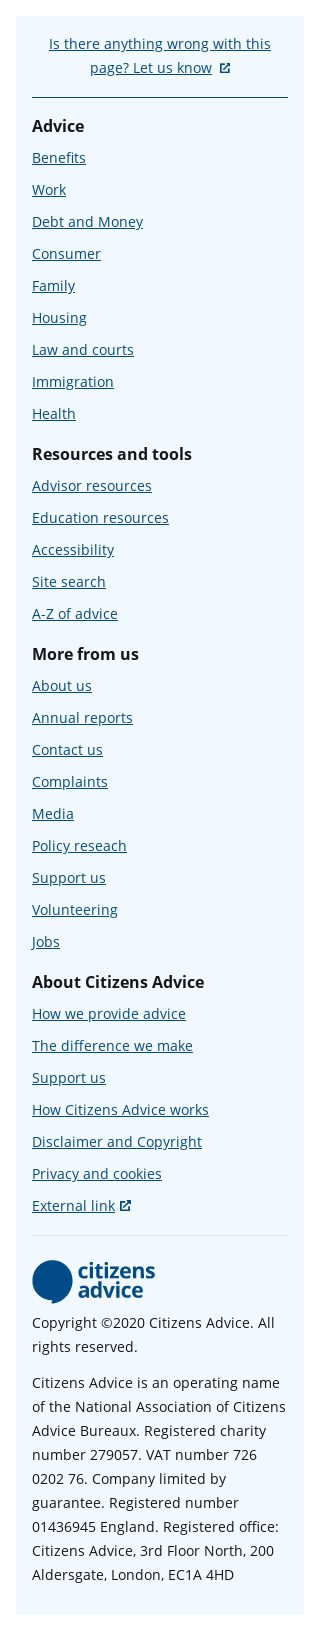 Is there anything wrong with this
page? Let us know
Advice
Benefits
Work
Debt and Money
Consumer
Family
Housing
Law and courts
Immigration
Health
Resources and tools
Advisor resources
Education resources
Accessibility
Site search
A-Z of advice
More from us
About us
Annual reports
Contact us
Complaints
Media
Policy reseach
Support us
Volunteering
Jobs
About Citizens Advice
How we provide advice
The difference we make
Support us
How Citizens Advice works
Disclaimer and Copyright
Privacy and cookies
External link
citizens
advice
Copyright ©2020 Citizens Advice. All
rights reserved.
Citizens Advice is an operating name
of the National Association of Citizens
Advice Bureaux. Registered charity
number 279057. VAT number 726
0202 76. Company limited by
guarantee. Registered number
01436945 England. Registered office:
Citizens Advice, 3rd Floor North, 200
Aldersgate, London, EC1A 4HD